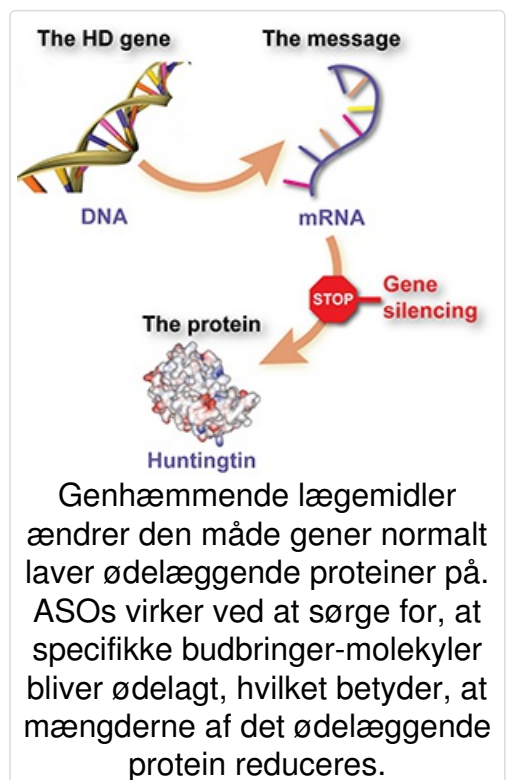 The HD gene
The message
DNA
mRNA
STOP
Gene
silencing
The protein
Huntingtin
Genhæmmende lægemidler
ændrer den måde gener normalt
laver ødelæggende proteiner på.
ASOs virker ved at sørge for, at
specifikke budbringer-molekyler
bliver ødelagt, hvilket betyder, at
mængderne af det ødelæggende
protein reduceres.